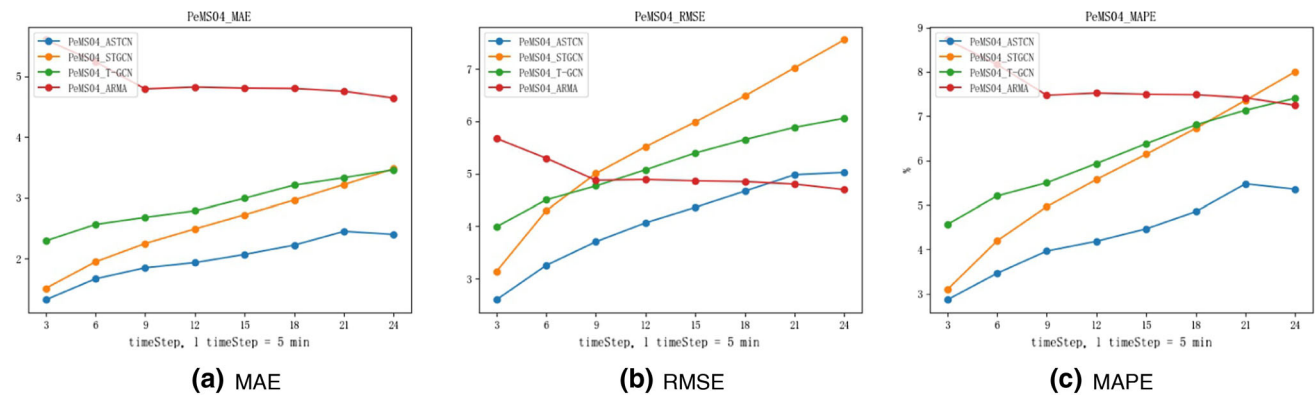 PeMS04_MAE
PeMS04_ASTCN
PeMS04_STGCN
PeMS04_T-GCN
PeMS04_ARMA
5
4
3
2
3 6 9 12 15 18 21 24
timeStep, 1 timeStep = 5 min
(a) MAE
PeMS04_RMSE
PeMS04_ASTCN
PeMS04_STGCN
PeMS04_T-GCN
PeMS04_ARMA
7
6
5
4
3
3 6 9 12 15 18 21 24
timeStep, 1 timeStep = 5 min
(b) RMSE
PeMS04_MAPE
PeMS04_ASTCN
PeMS04_STGCN
PeMS04_T-GCN
PeMS04_ARMA
9
8
7
6
5
4
3
%
3 6 9 12 15 18 21 24
timeStep, 1 timeStep = 5 min
(c) MAPE